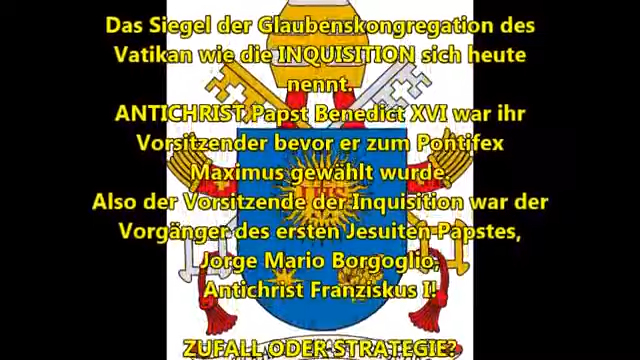 Das Siegel der Glaubenskongregation des
Vatikan wie die INQUISITION sich heute
nennt.
ANTICHRIST Papst Benedict XVI war ihr
Vorsitzender bevor er zum Pontifex
Maximus gewählt wurde.
Also der Vorsitzende der Inquisition war der
Vorgänger des ersten Jesuiten Papstes,
Jorge Mario Borgoglio,
Antichrist Franziskus I!
ZUFALL ODER STRATEGIE?